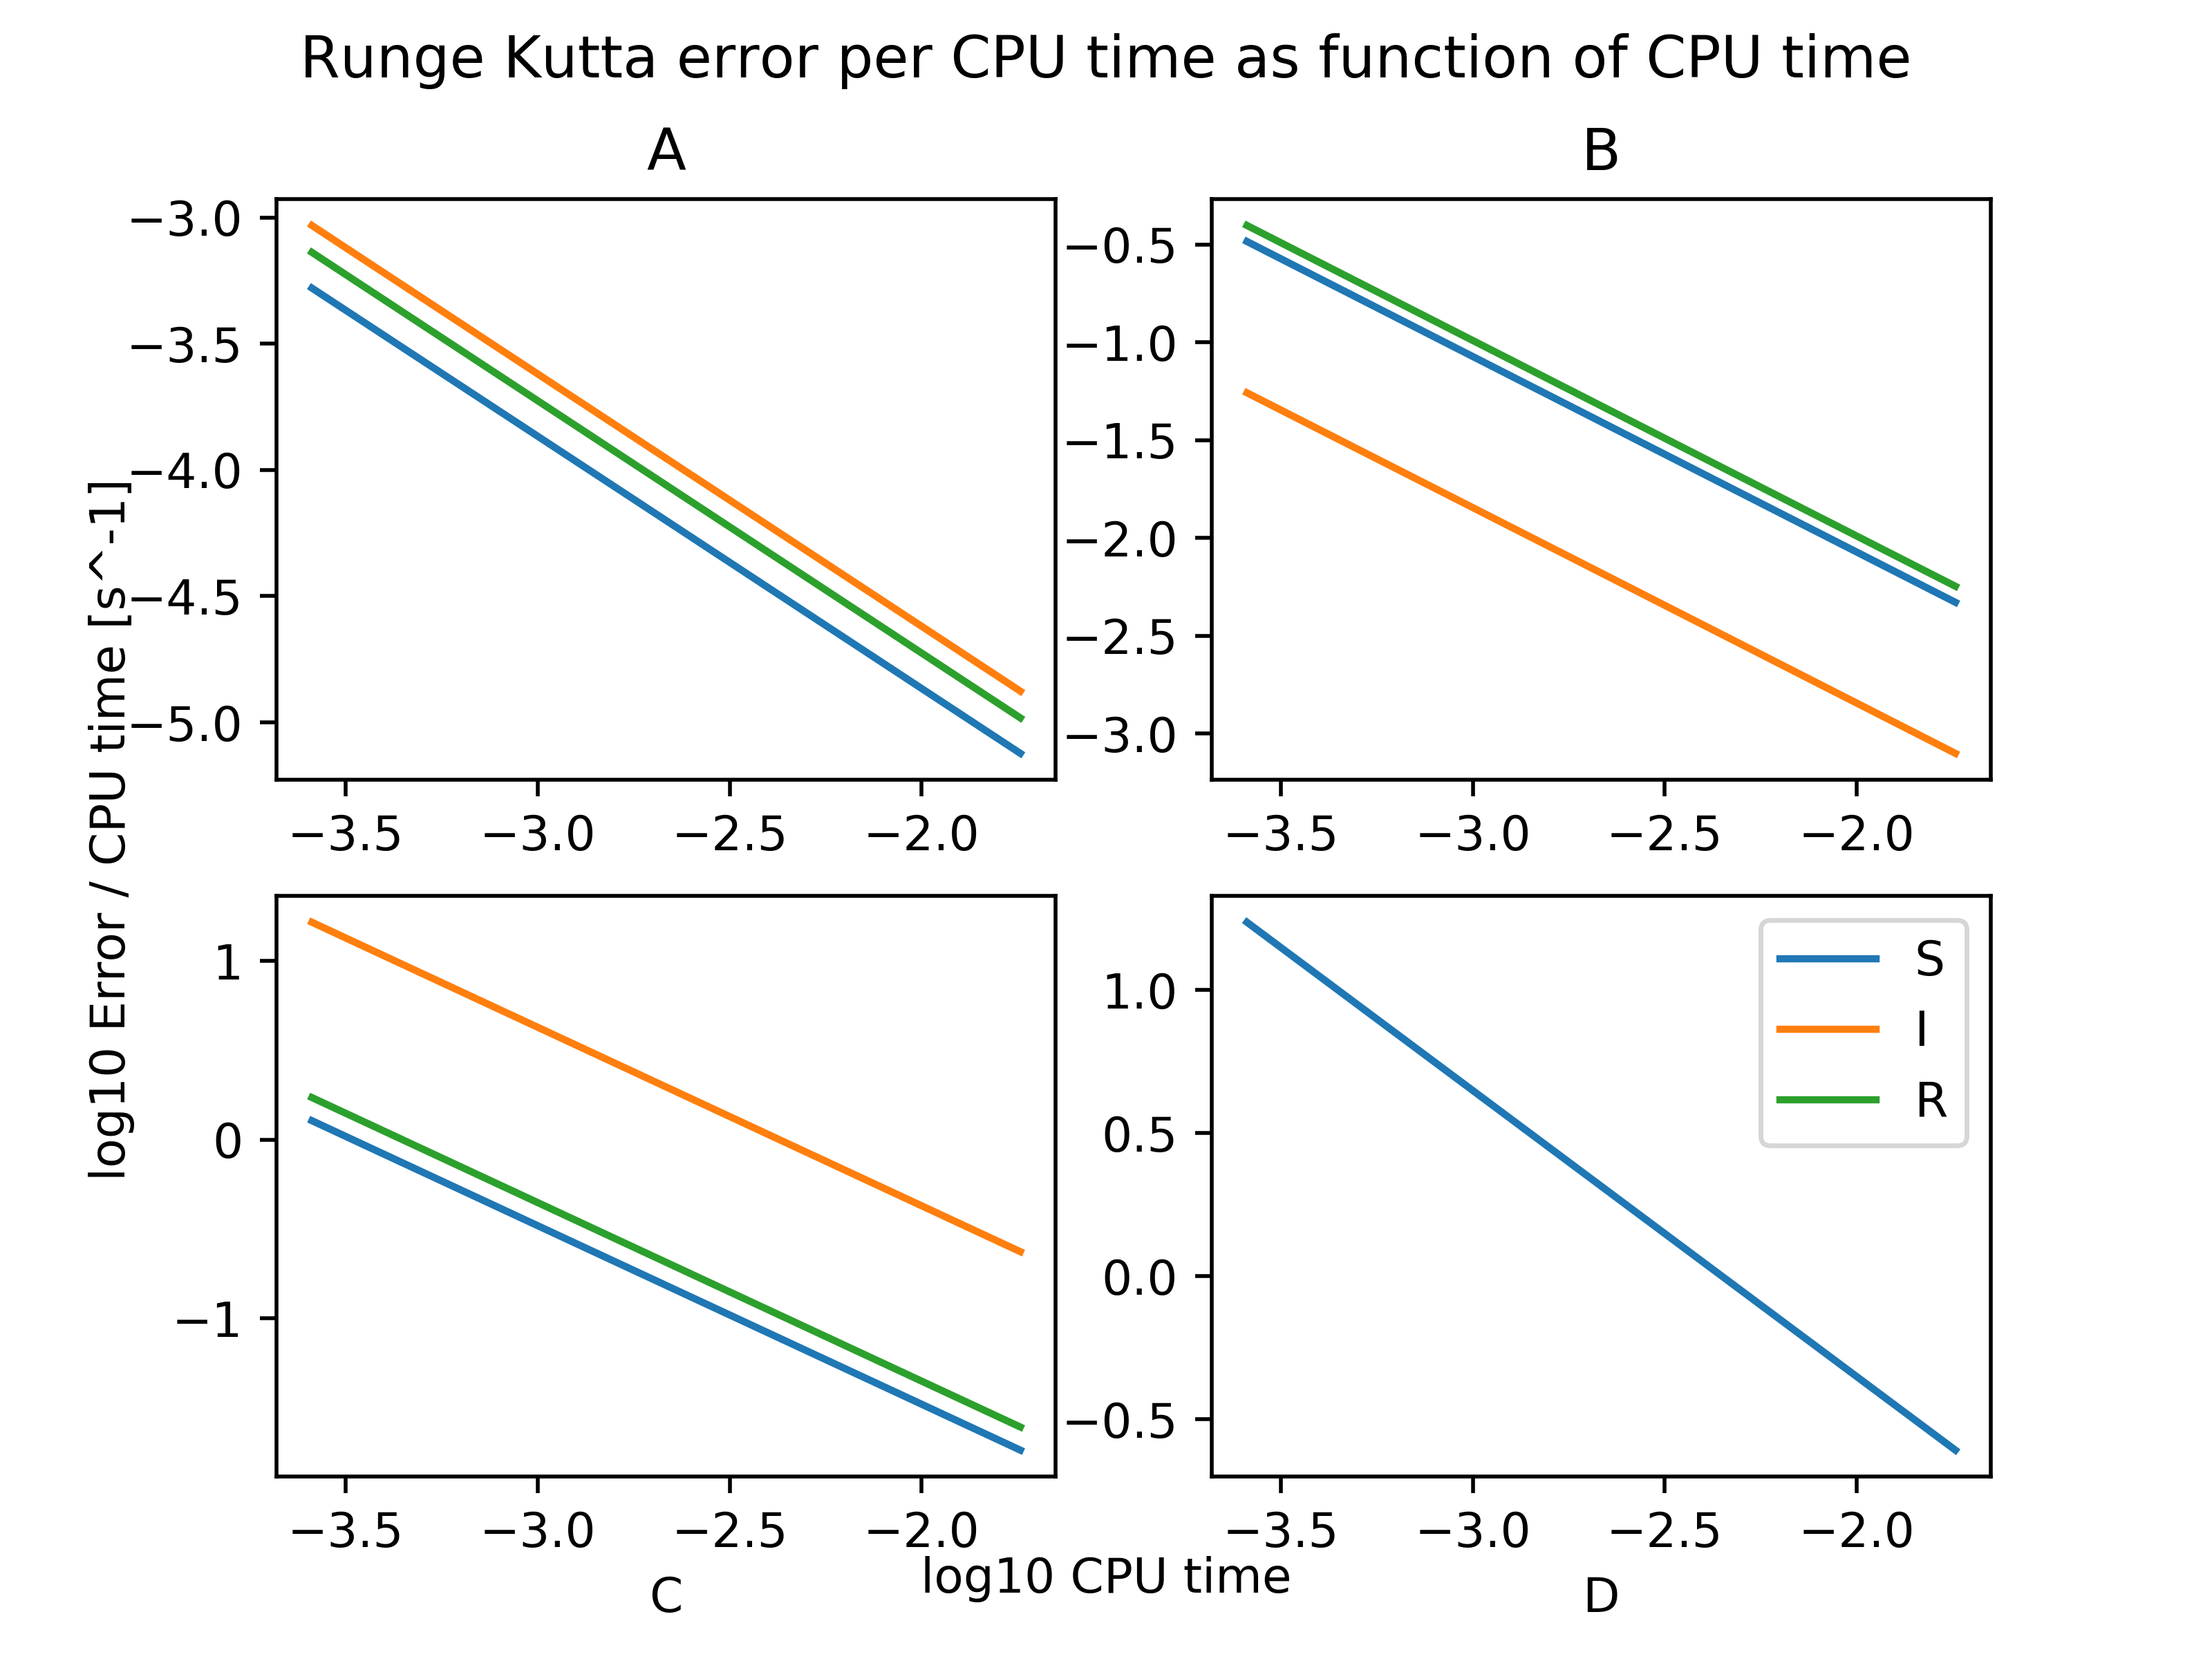 Runge Kutta error per CPU time as function of CPU time
A
B
−3.0
−3.5
−4.0
−4.5
−5.0
−0.5
−1.0
−1.5
−2.0
−2.5
−3.0
−3.5 −3.0 −2.5 −2.0
−3.5 −3.0 −2.5 −2.0
log10 Error / CPU time [s^-1]
1
0
−1
1.0
0.5
0.0
−0.5
S
I
R
−3.5 −3.0 −2.5 −2.0
−3.5 −3.0 −2.5 −2.0
log10 CPU time
C
D